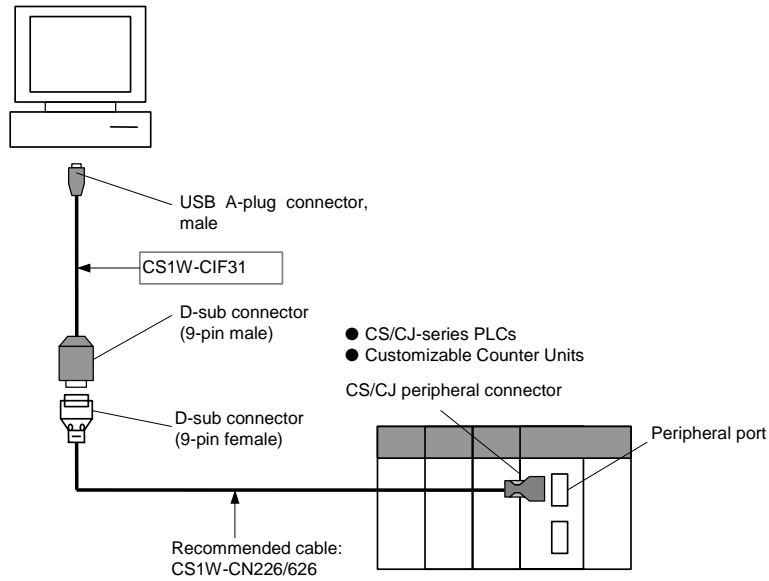 USB A-plug connector,
male
CS1W-CIF31
D-sub connector
(9-pin male)
● CS/CJ-series PLCs
● Customizable Counter Units
CS/CJ peripheral connector
D-sub connector
(9-pin female)
Peripheral port
Recommended cable:
CS1W-CN226/626